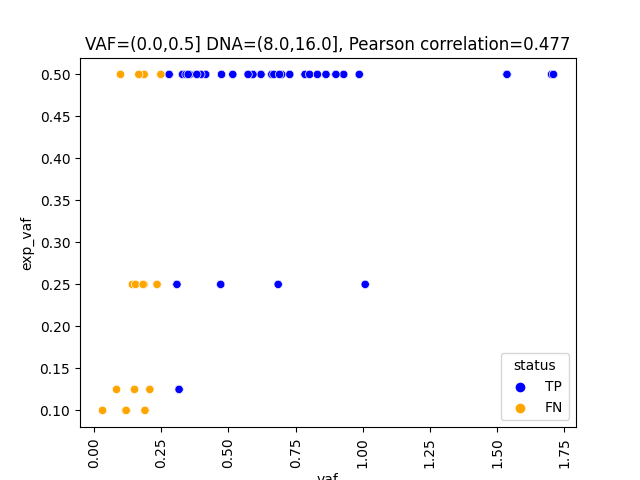 VAF=(0.0,0.5] DNA=(8.0,16.0], Pearson correlation=0.477
exp_vaf
0.50
0.45
0.40
0.35
0.30
0.25
0.20
0.15
0.10
status
TP
FN
0.00
0.25
0.50
0.75
1.00
1.25
1.50
1.75
vaf